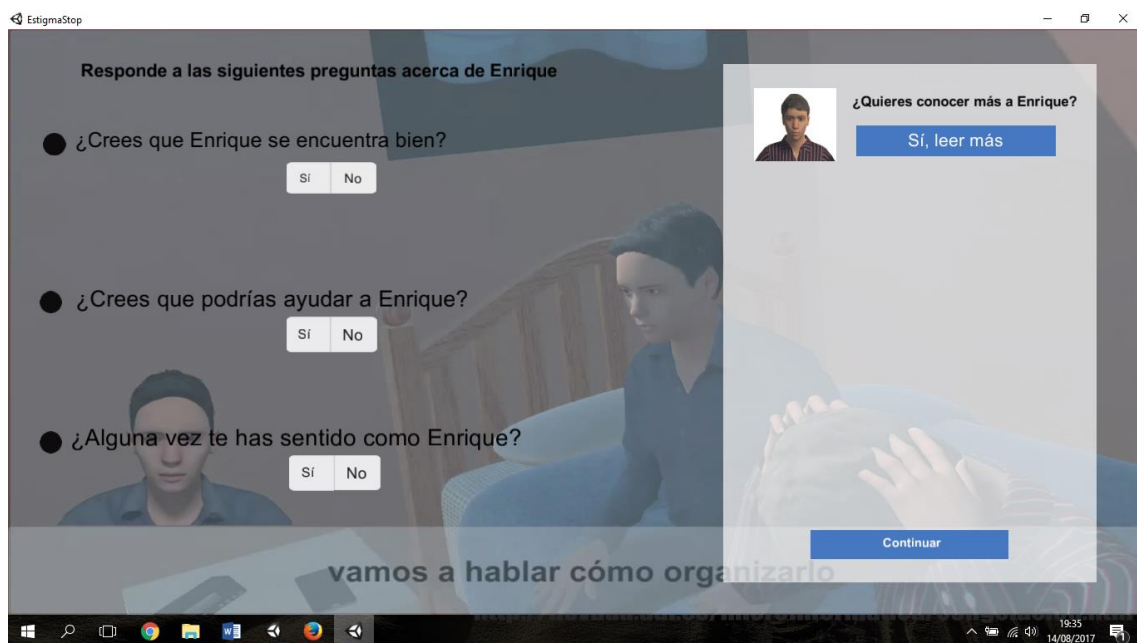 EstigmaStop
Responde a las siguientes preguntas acerca de Enrique
¿Crees que Enrique se encuentra bien?
Sí No
¿Crees que podrías ayudar a Enrique?
Sí No
¿Alguna vez te has sentido como Enrique?
Sí No
¿Quieres conocer más a Enrique?
Sí, leer más
Continuar
vamos a hablar cómo organizarlo
19:35
14/08/2017